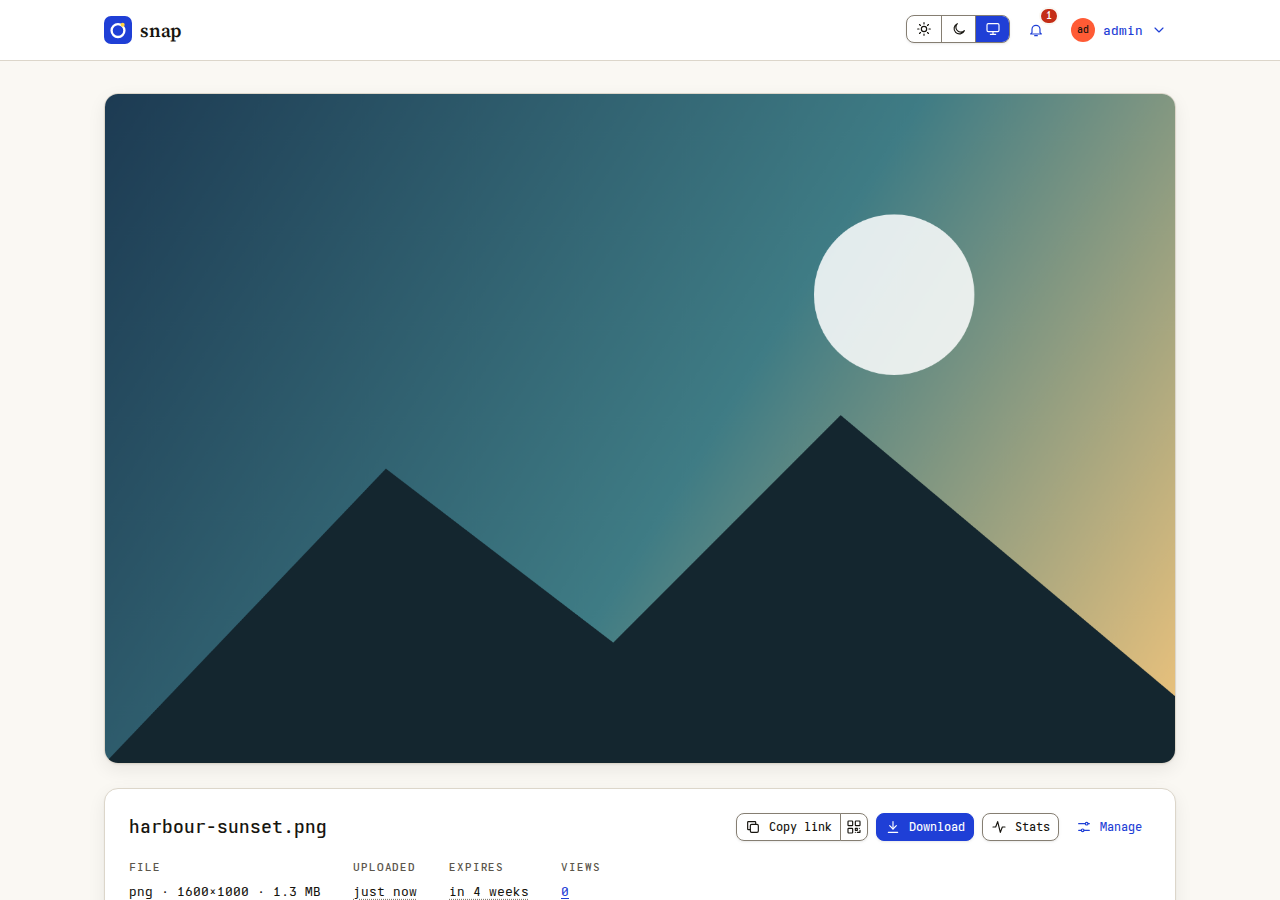 snap
1
ad admin
harbour-sunset.png
Copy link Download Stats Manage
FILE UPLOADED EXPIRES VIEWS
png · 1600×1000 · 1.3 MB just now in 4 weeks 0